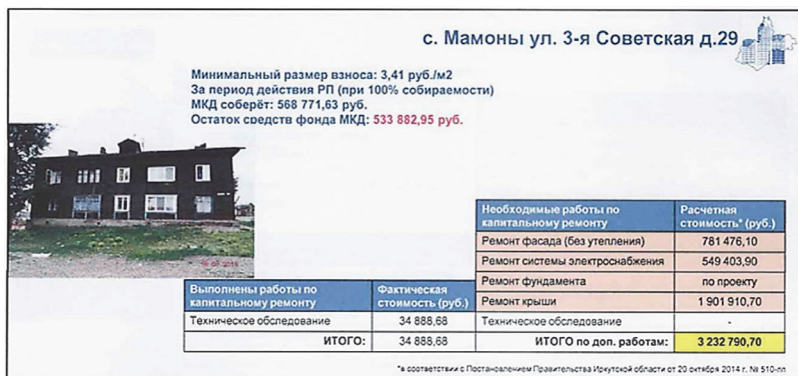 с. Мамоны ул. 3-я Советская д.29
Минимальный размер взноса: 3,41 руб./м2
За период действия РП (при 100% собираемости)
МКД соберёт: 568 771,63 руб.
Остаток средств фонда МКД: 533 882,95 руб.
Необходимые работы по капитальному ремонту Расчетная стоимость* (руб.)
Ремонт фасада (без утепления) 781 476,10
Ремонт системы электроснабжения 549 403,90
Ремонт фундамента по проекту
Ремонт крыши 1 901 910,70
Техническое обследование -
ИТОГО по доп. работам: 3 232 790,70
Выполнены работы по капитальному ремонту Фактическая стоимость (руб.)
Техническое обследование 34 888,68
ИТОГО: 34 888,68
*в соответствии с Постановлением Правительства Иркутской области от 20 октября 2014 г. № 510-пп